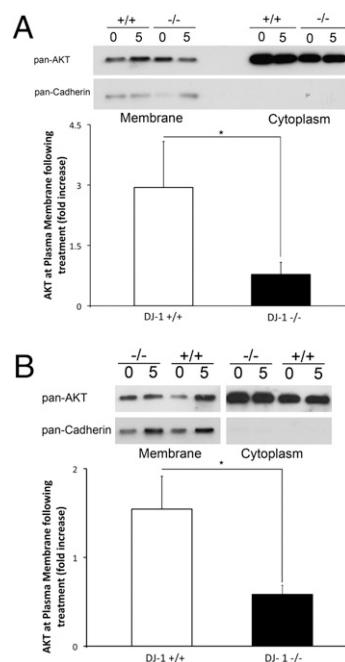 A
+/+ -/- +/+ -/-
0 5 0 5 0 5 0 5
pan-AKT
pan-Cadherin
Membrane Cytoplasm
AKT at Plasma Membrane following
treatment (fold increase)
4.5
*
3
1.5
0
DJ-1 +/+ DJ-1 -/-
B
-/- +/+ -/- +/+
0 5 0 5 0 5 0 5
pan-AKT
pan-Cadherin
Membrane Cytoplasm
AKT at Plasma Membrane following
treatment (fold increase)
2
*
1
0
DJ-1 +/+ DJ- 1 -/-